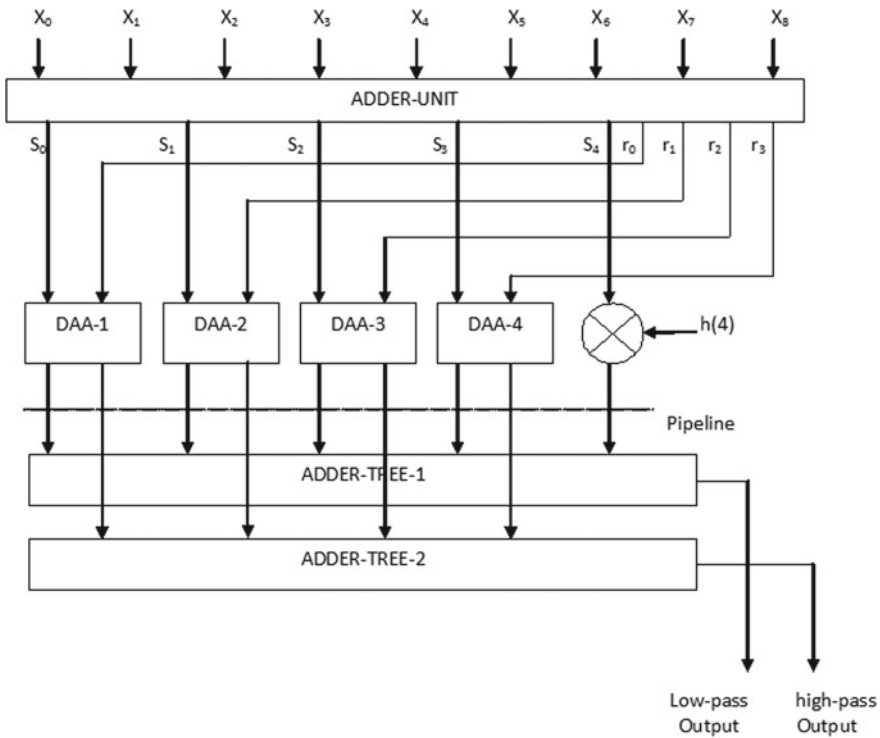 X₀ X₁ X₂ X₃ X₄ X₅ X₆ X₇ X₈
ADDER-UNIT
S₀ S₁ S₂ S₃ S₄ r₀ r₁ r₂ r₃
DAA-1 DAA-2 DAA-3 DAA-4 h(4)
Pipeline
ADDER-TREE-1
ADDER-TREE-2
Low-pass high-pass
Output Output